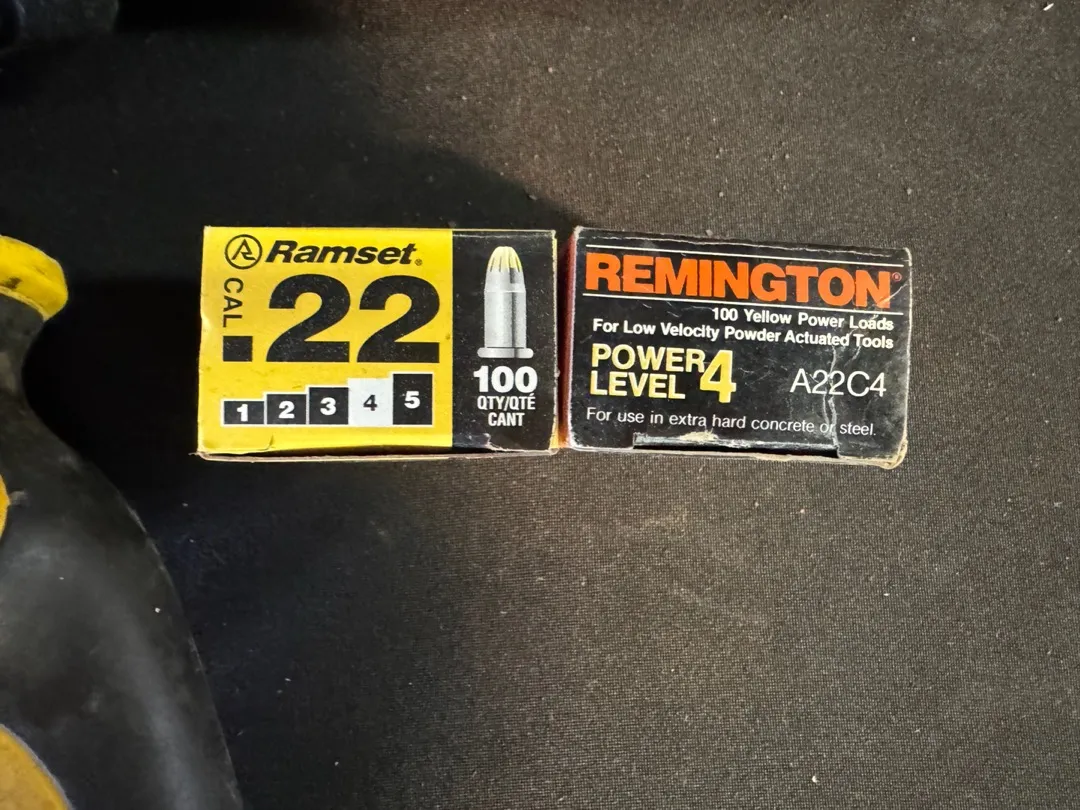 Ramset®
CAL .22
1 2 3 4 5
100
QTY/QTÉ
CANT
REMINGTON®
100 Yellow Power Loads
For Low Velocity Powder Actuated Tools
POWER LEVEL 4
A22C4
For use in extra hard concrete or steel.